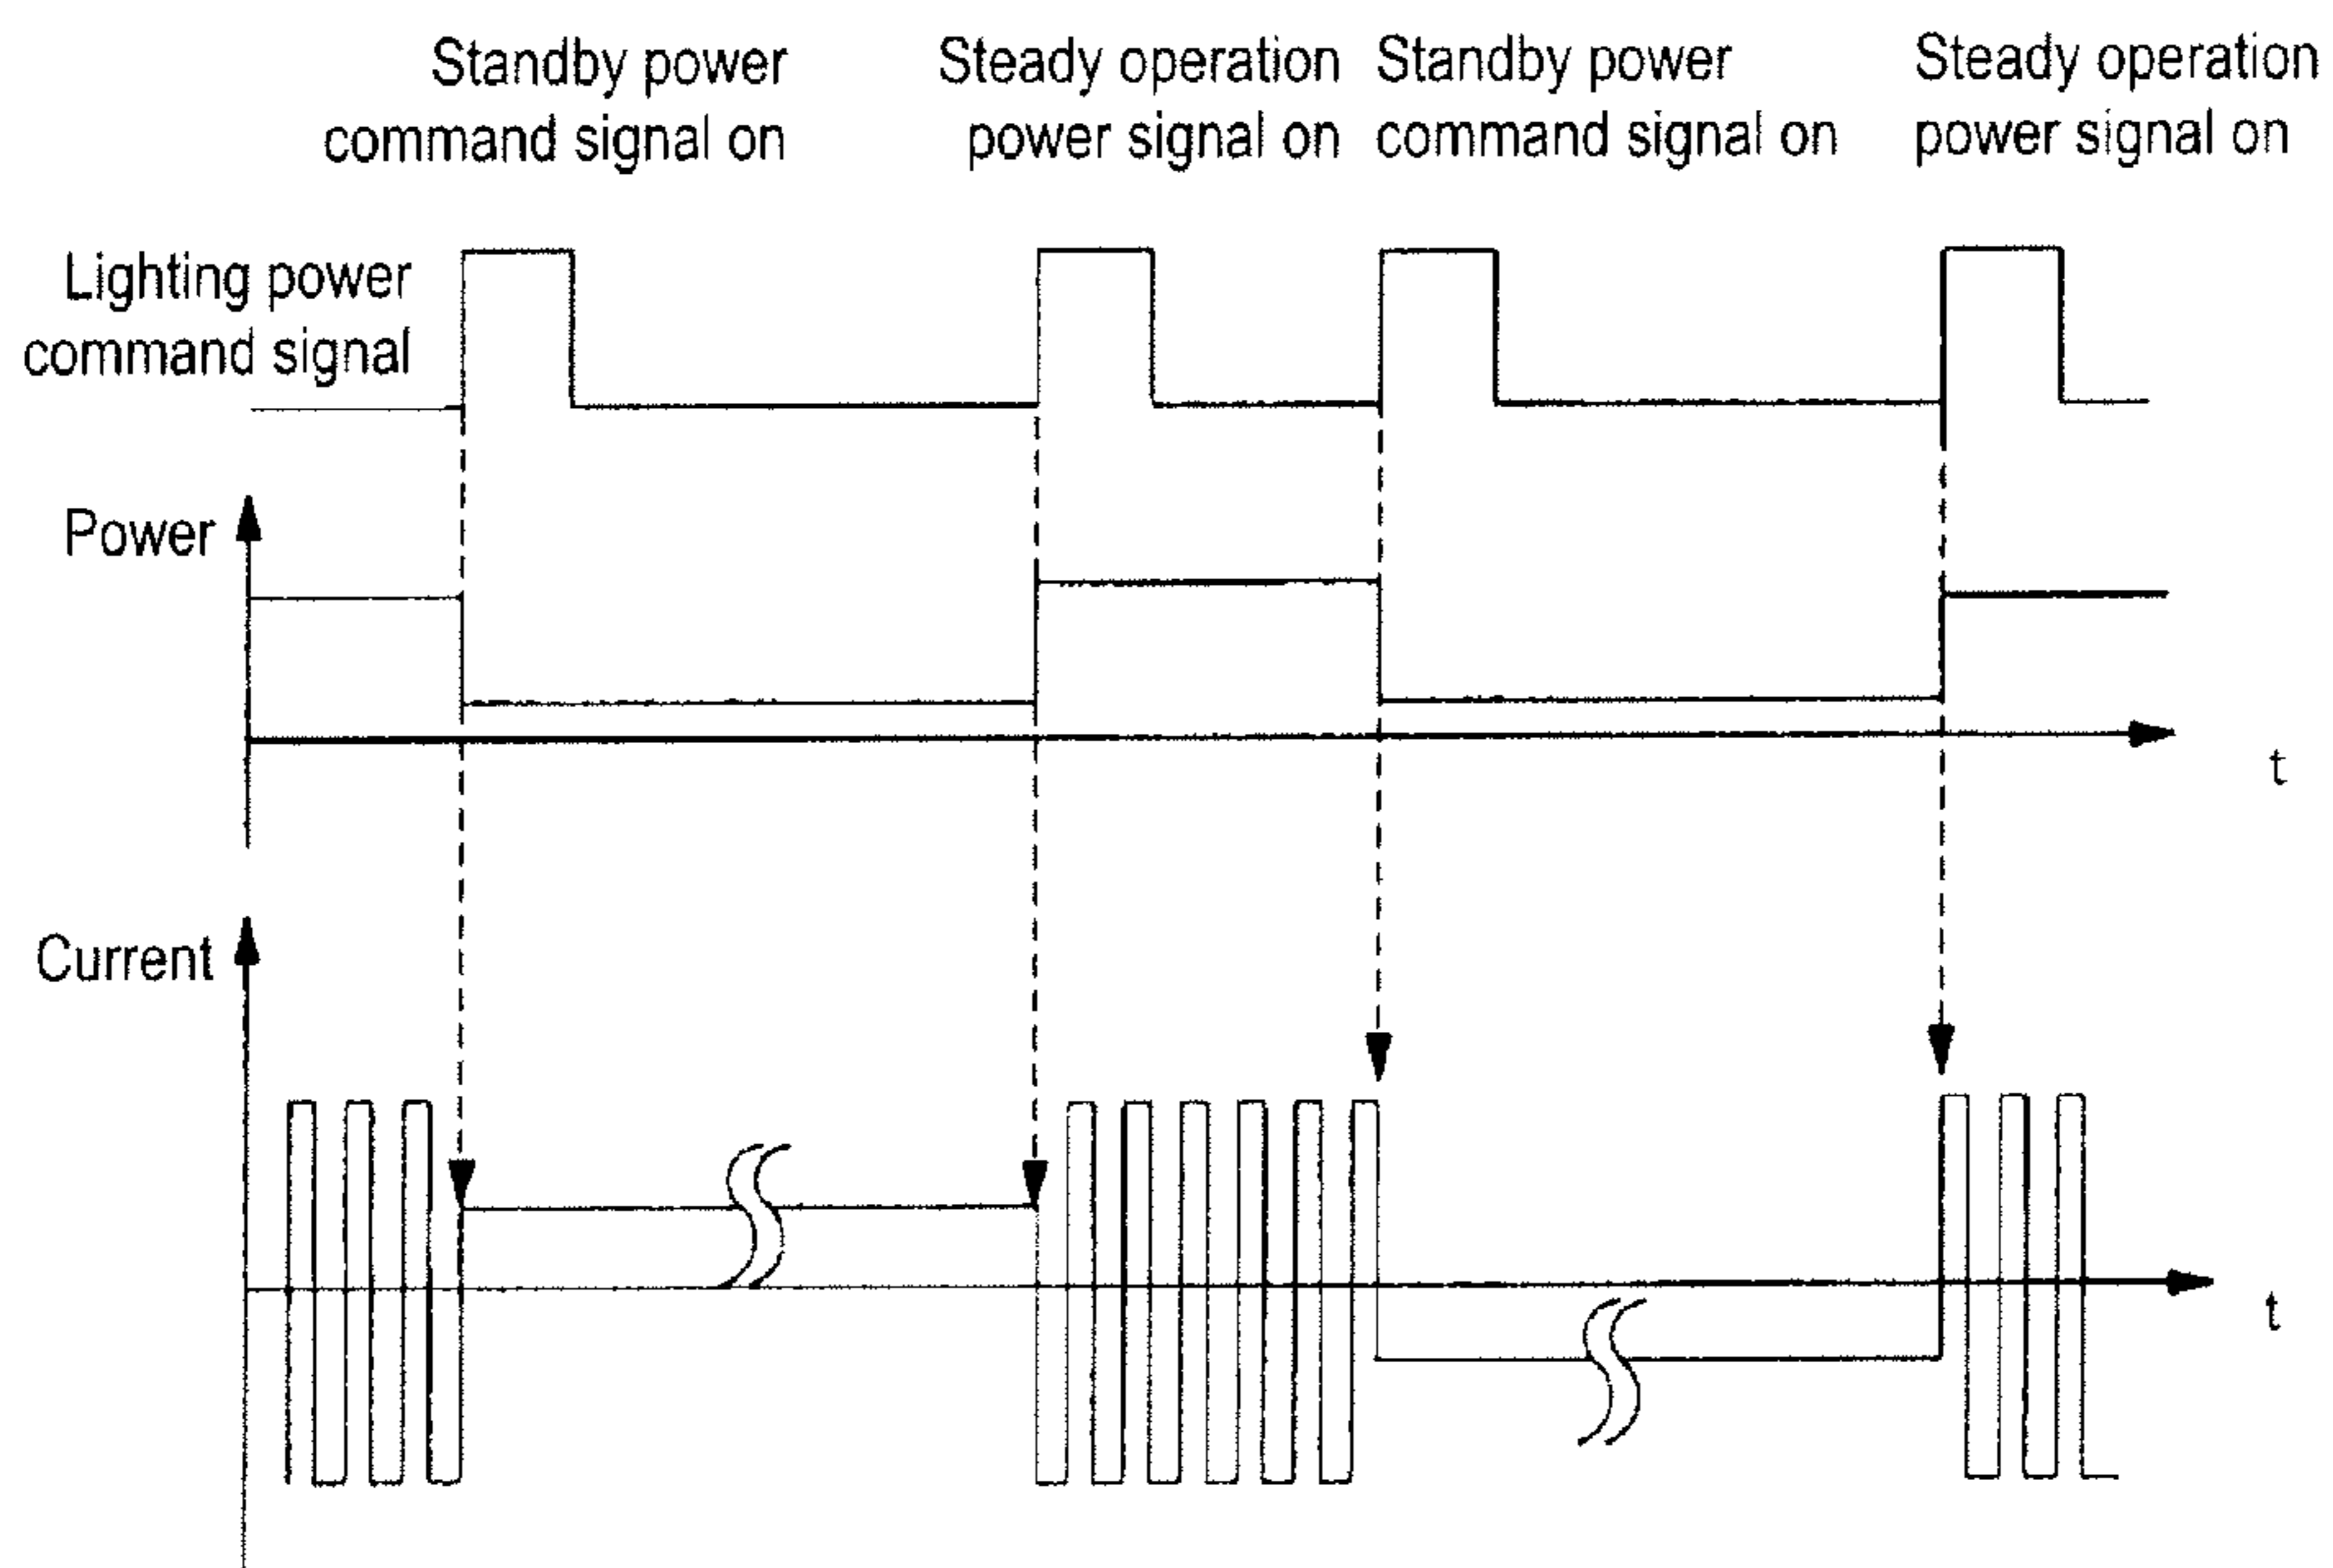 Standby power
command signal on
Steady operation
power signal on
Standby power
command signal on
Steady operation
power signal on
Lighting power
command signal
Power
t
Current
t